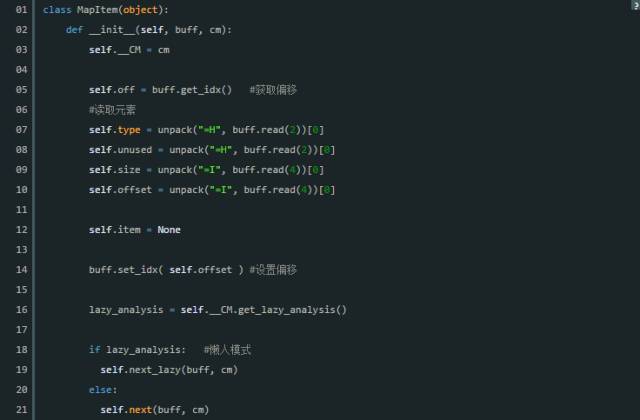 01 class MapItem(object):
02     def __init__(self, buff, cm):
03         self.__CM = cm
04
05         self.off = buff.get_idx()   #获取偏移
06         #读取元素
07         self.type = unpack("=H", buff.read(2))[0]
08         self.unused = unpack("=H", buff.read(2))[0]
09         self.size = unpack("=I", buff.read(4))[0]
10         self.offset = unpack("=I", buff.read(4))[0]
11
12         self.item = None
13
14         buff.set_idx( self.offset ) #设置偏移
15
16         lazy_analysis = self.__CM.get_lazy_analysis()
17
18         if lazy_analysis:   #懒人模式
19           self.next_lazy(buff, cm)
20         else:
21           self.next(buff, cm)
?